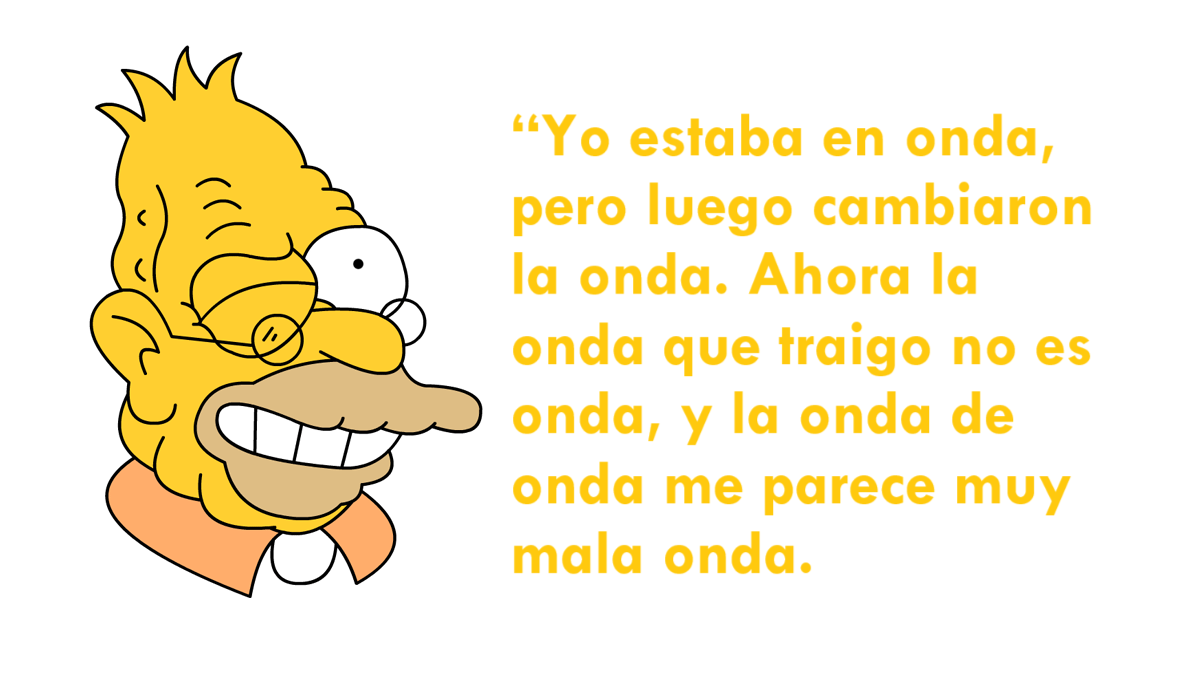 “Yo estaba en onda,
pero luego cambiaron
la onda. Ahora la
onda que traigo no es
onda, y la onda de
onda me parece muy
mala onda.